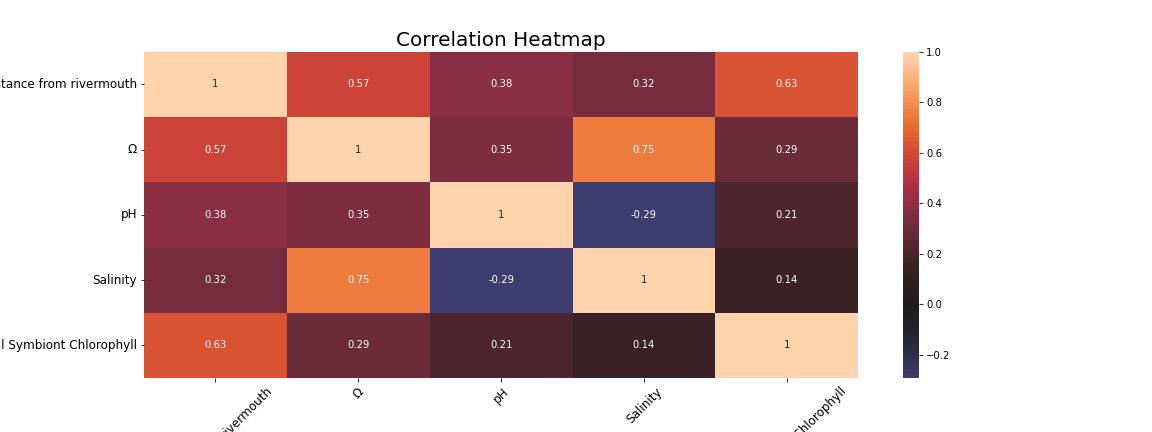 Correlation Heatmap
tance from rivermouth 1 0.57 0.38 0.32 0.63
Ω 0.57 1 0.35 0.75 0.29
pH 0.38 0.35 1 -0.29 0.21
Salinity 0.32 0.75 -0.29 1 0.14
l Symbiont Chlorophyll 0.63 0.29 0.21 0.14 1
ivermouth Ω pH Salinity Chlorophyll
1.0
0.8
0.6
0.4
0.2
0.0
−0.2